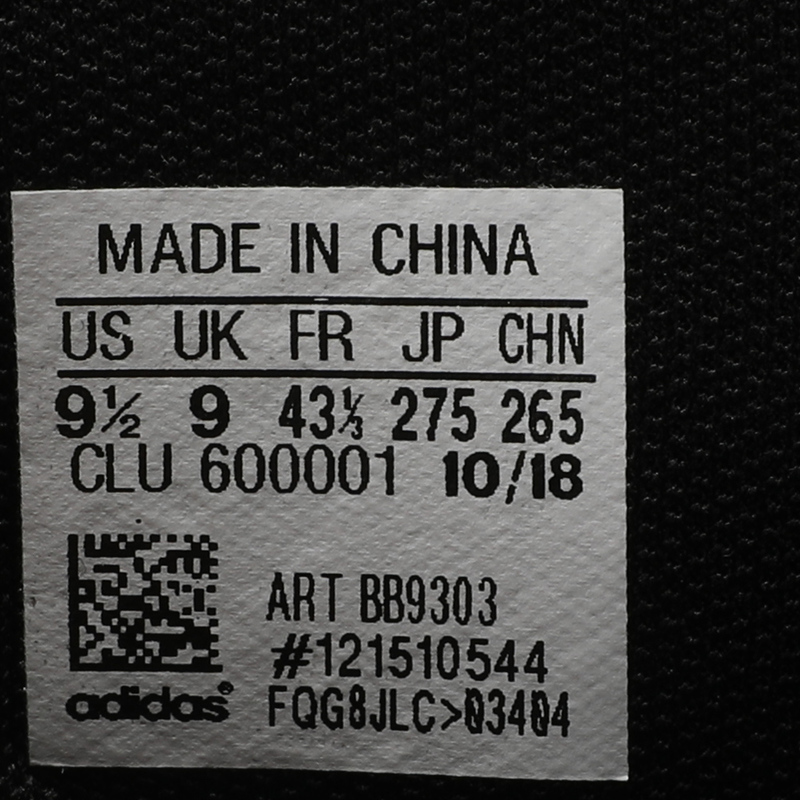 MADE IN CHINA
US UK FR JP CHN
9½ 9 43⅓ 275 265
CLU 600001 10/18
ART BB9303
#121510544
adidas® FQG8JLC>03404